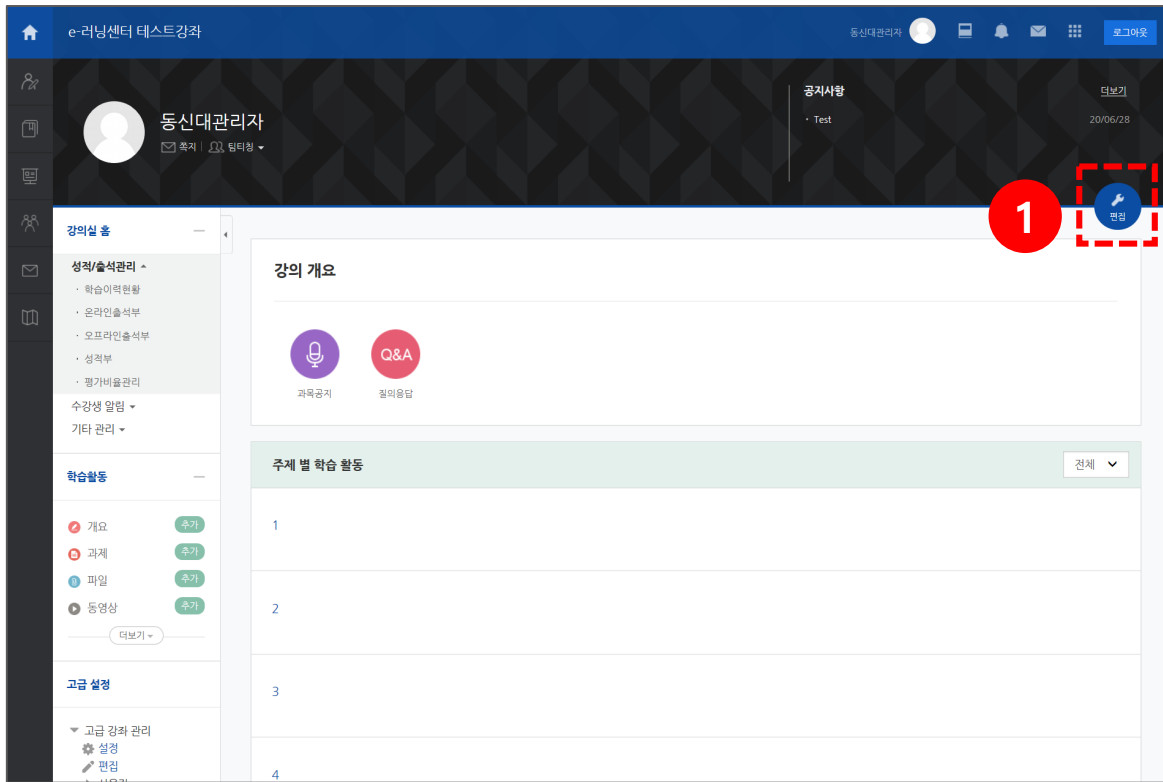 e-러닝센터 테스트강좌
동신대관리자
로그아웃
동신대관리자
쪽지
팀티칭
공지사항
더보기
· Test
20/06/28
1
편집
강의실 홈
성적/출석관리
· 학습이력현황
· 온라인출석부
· 오프라인출석부
· 성적부
· 평가비율관리
수강생 알림
기타 관리
학습활동
개요 추가
과제 추가
파일 추가
동영상 추가
더보기
고급 설정
고급 강좌 관리
설정
편집
강의 개요
Q&A
과목공지
질의응답
주제 별 학습 활동
전체
1
2
3
4